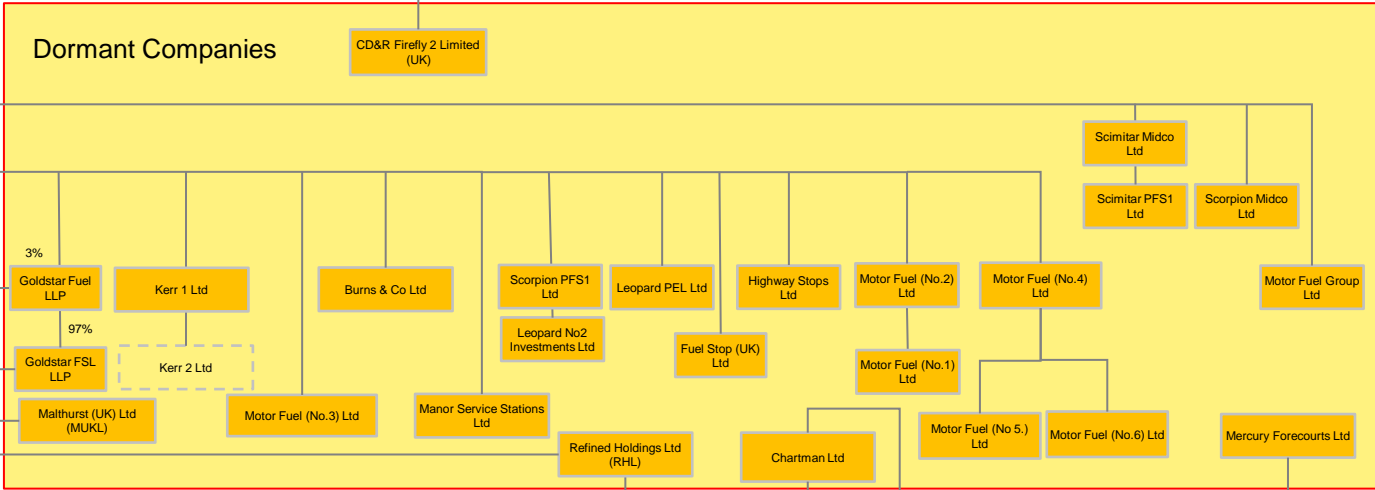 Dormant Companies
CD&R Firefly 2 Limited
(UK)
Scimitar Midco
Ltd
Scimitar PFS1
Ltd
Scorpion Midco
Ltd
3%
Goldstar Fuel
LLP
Kerr 1 Ltd
Burns & Co Ltd
Scorpion PFS1
Ltd
Leopard PEL Ltd
Highway Stops
Ltd
Motor Fuel (No.2)
Ltd
Motor Fuel (No.4)
Ltd
Motor Fuel Group
Ltd
97%
Leopard No2
Investments Ltd
Fuel Stop (UK)
Ltd
Goldstar FSL
LLP
Kerr 2 Ltd
Motor Fuel (No.1)
Ltd
Malthurst (UK) Ltd
(MUKL)
Motor Fuel (No.3) Ltd
Manor Service Stations
Ltd
Motor Fuel (No 5.)
Ltd
Motor Fuel (No.6) Ltd
Mercury Forecourts Ltd
Refined Holdings Ltd
(RHL)
Chartman Ltd